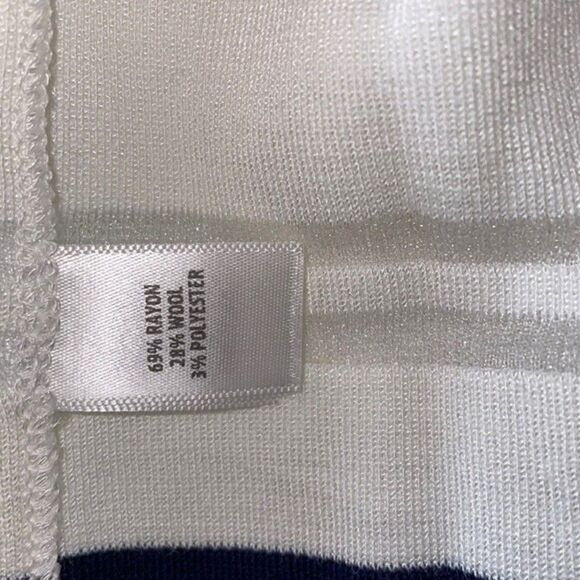 69% RAYON
28% WOOL
3% POLYESTER